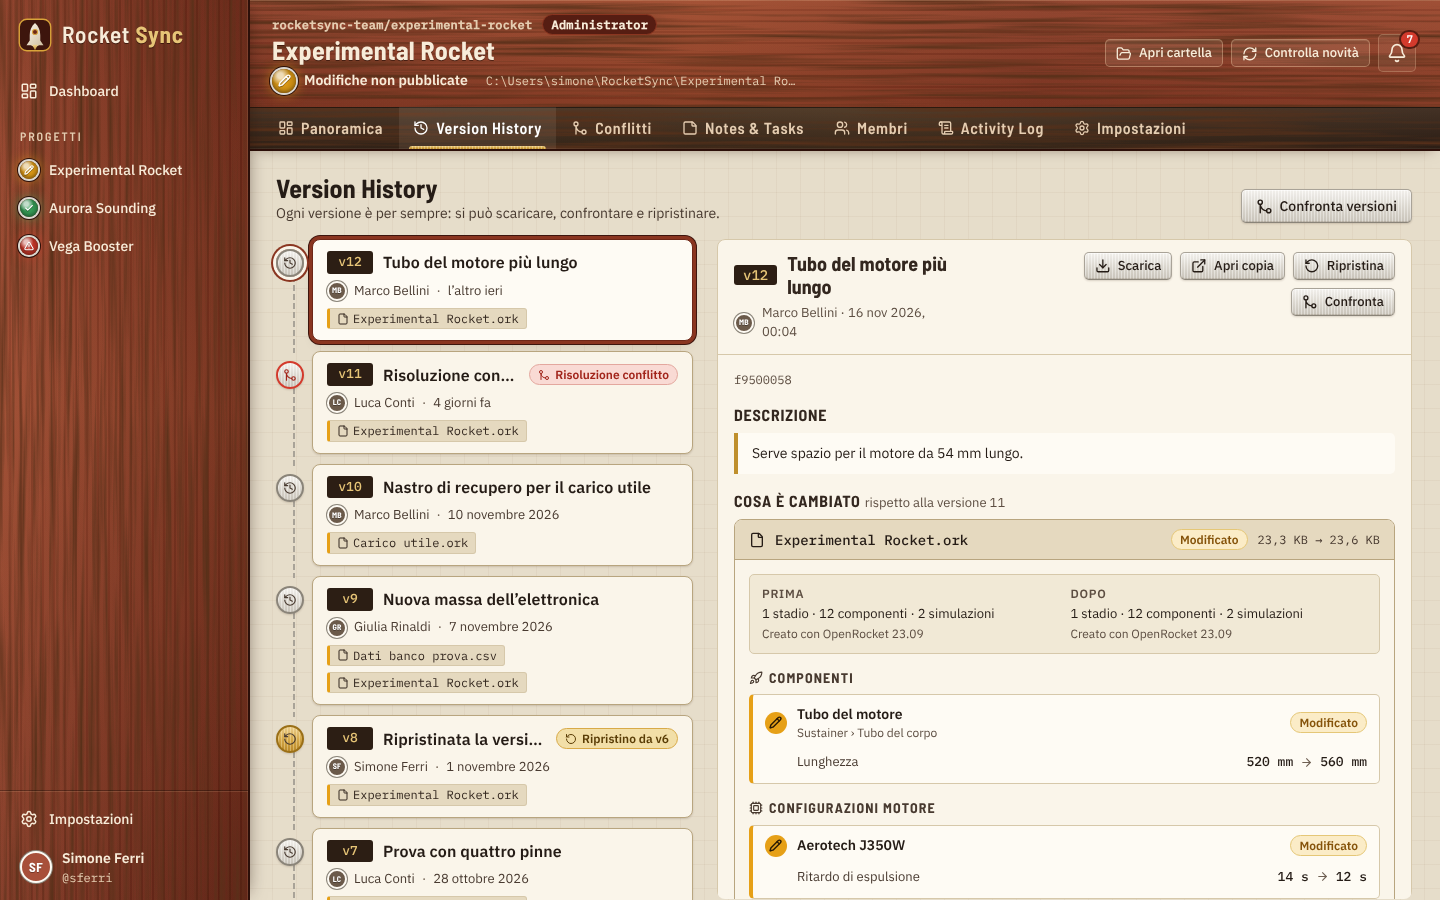 Rocket Sync
Dashboard
PROGETTI
Experimental Rocket
Aurora Sounding
Vega Booster
Impostazioni
SF
Simone Ferri
@sferri
rocketsync-team/experimental-rocket
Administrator
Experimental Rocket
Modifiche non pubblicate
C:\Users\simone\RocketSync\Experimental Ro…
Apri cartella
Controlla novità
7
Panoramica
Version History
Conflitti
Notes & Tasks
Membri
Activity Log
Impostazioni
Version History
Ogni versione è per sempre: si può scaricare, confrontare e ripristinare.
Confronta versioni
v12
Tubo del motore più lungo
MB
Marco Bellini · l’altro ieri
Experimental Rocket.ork
v11
Risoluzione con…
Risoluzione conflitto
LC
Luca Conti · 4 giorni fa
Experimental Rocket.ork
v10
Nastro di recupero per il carico utile
MB
Marco Bellini · 10 novembre 2026
Carico utile.ork
v9
Nuova massa dell’elettronica
GR
Giulia Rinaldi · 7 novembre 2026
Dati banco prova.csv
Experimental Rocket.ork
v8
Ripristinata la versi…
Ripristino da v6
SF
Simone Ferri · 1 novembre 2026
Experimental Rocket.ork
v7
Prova con quattro pinne
LC
Luca Conti · 28 ottobre 2026
v12
Tubo del motore più
lungo
MB
Marco Bellini · 16 nov 2026,
00:04
Scarica
Apri copia
Ripristina
Confronta
f9500058
DESCRIZIONE
Serve spazio per il motore da 54 mm lungo.
COSA È CAMBIATO rispetto alla versione 11
Experimental Rocket.ork
Modificato
23,3 KB → 23,6 KB
PRIMA
1 stadio · 12 componenti · 2 simulazioni
Creato con OpenRocket 23.09
DOPO
1 stadio · 12 componenti · 2 simulazioni
Creato con OpenRocket 23.09
COMPONENTI
Tubo del motore
Sustainer › Tubo del corpo
Modificato
Lunghezza
520 mm → 560 mm
CONFIGURAZIONI MOTORE
Aerotech J350W
Modificato
Ritardo di espulsione
14 s → 12 s